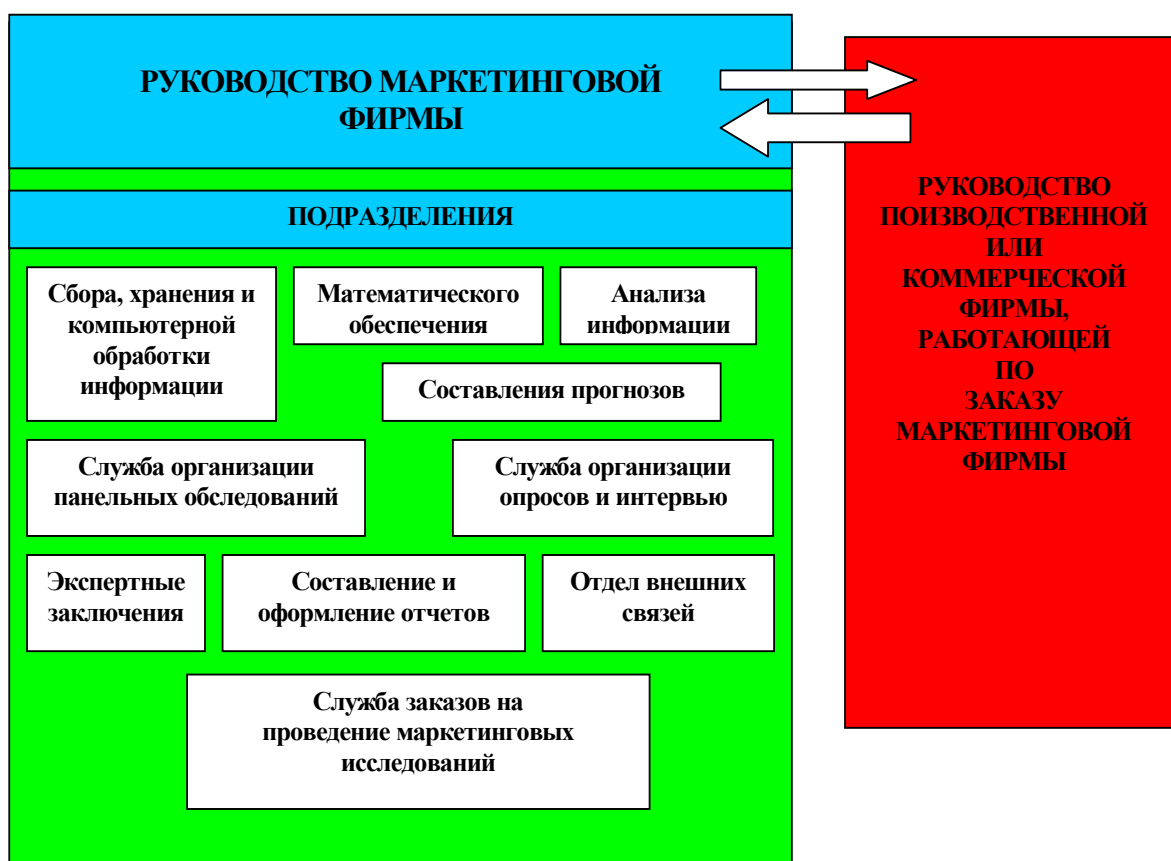 РУКОВОДСТВО МАРКЕТИНГОВОЙ
ФИРМЫ
ПОДРАЗДЕЛЕНИЯ
Сбора, хранения и
компьютерной
обработки
информации
Математического
обеспечения
Анализа
информации
Составления прогнозов
Служба организации
панельных обследований
Служба организации
опросов и интервью
Экспертные
заключения
Составление и
оформление отчетов
Отдел внешних
связей
Служба заказов на
проведение маркетинговых
исследований
РУКОВОДСТВО
ПОИЗВОДСТВЕННОЙ
ИЛИ
КОММЕРЧЕСКОЙ
ФИРМЫ,
РАБОТАЮЩЕЙ
ПО
ЗАКАЗУ
МАРКЕТИНГОВОЙ
ФИРМЫ